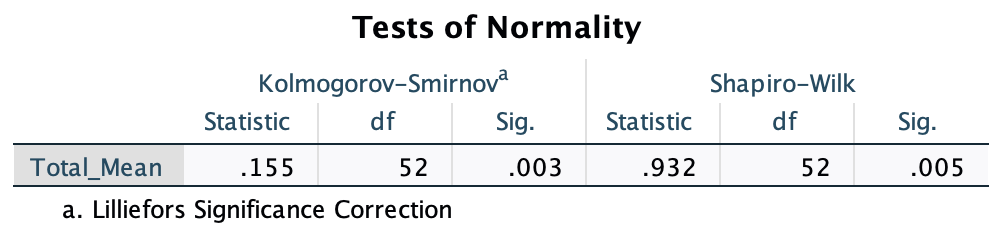 Tests of Normality
Kolmogorov-Smirnovᵃ Shapiro-Wilk
Statistic df Sig. Statistic df Sig.
Total_Mean .155 52 .003 .932 52 .005
a. Lilliefors Significance Correction